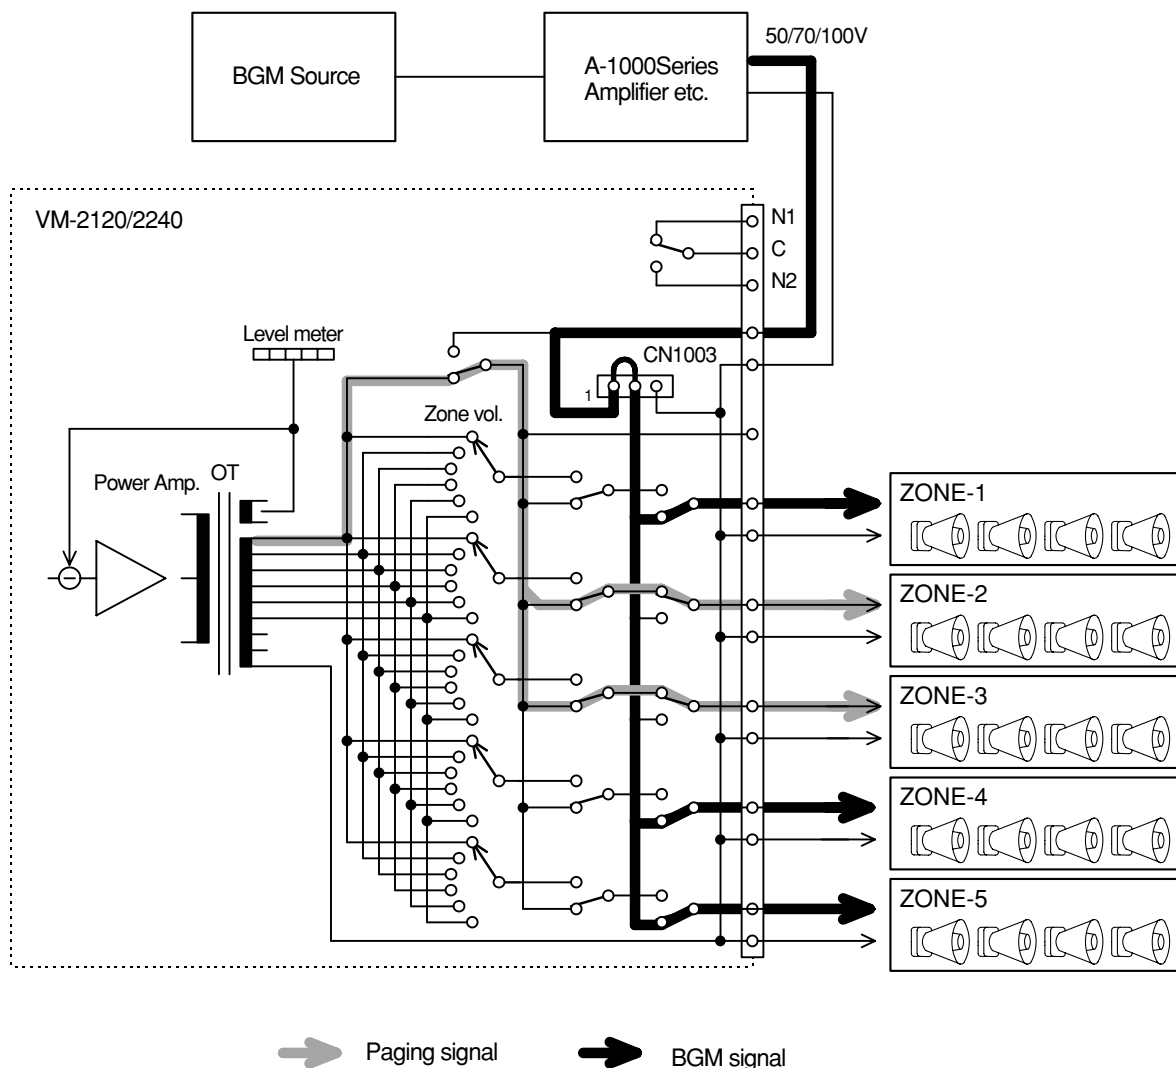 50/70/100V
BGM Source
A-1000Series
Amplifier etc.
VM-2120/2240
N1
C
N2
Level meter
CN1003
1
Zone vol.
Power Amp.
OT
ZONE-1
ZONE-2
ZONE-3
ZONE-4
ZONE-5
Paging signal
BGM signal